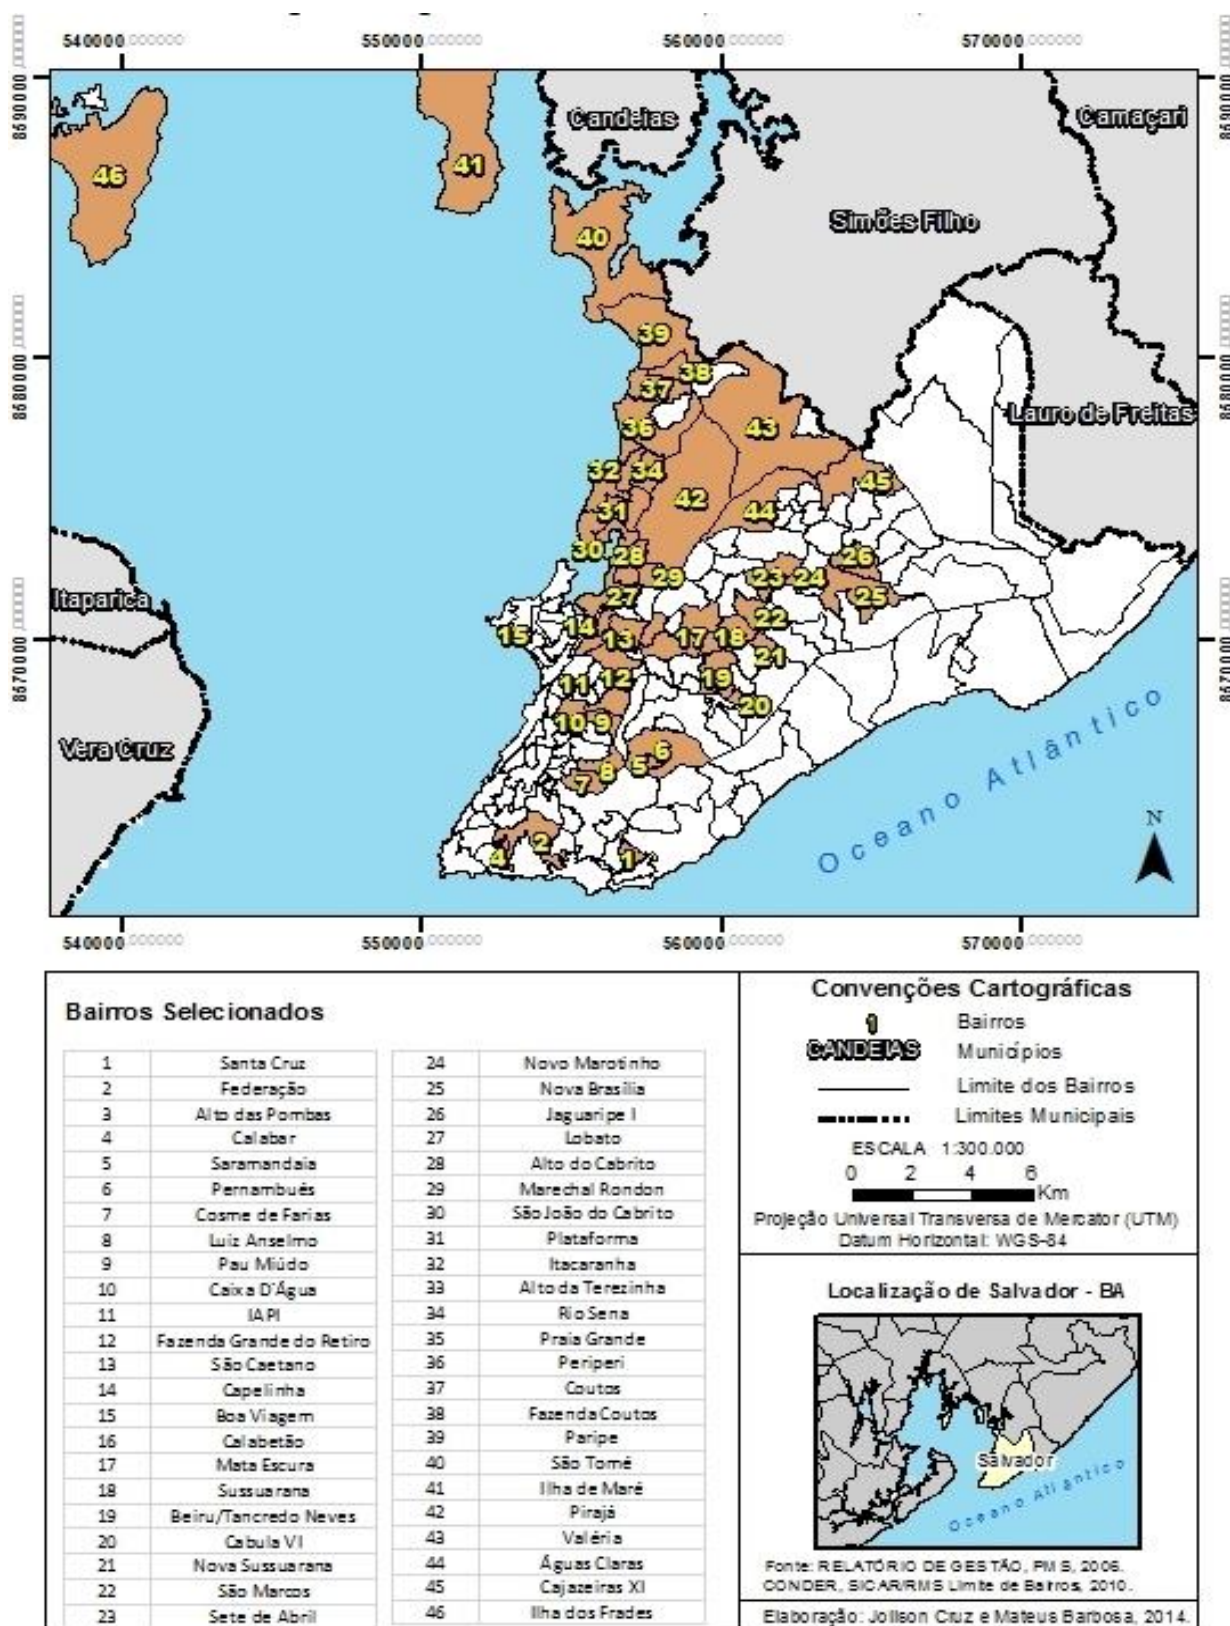 540000.000000 550000.000000 560000.000000 570000.000000
8690000
8690000
Candeias
Camaçari
46
41
40
Simões Filho
39
8680000
8680000
38
37
Lauro de Freitas
36
43
32
34
45
42
31
44
30
28
26
29
23
24
Itaparica
27
25
22
14
15
13
17
18
8670000
8670000
21
11
12
19
20
10
9
Vera Cruz
6
5
8
7
Oceano Atlântico
N
2
4
1
540000.000000 550000.000000 560000.000000 570000.000000
Bairros Selecionados
1 Santa Cruz
2 Federação
3 Alto das Pombas
4 Calabar
5 Saramandaia
6 Pernambués
7 Cosme de Farias
8 Luiz Anselmo
9 Pau Miúdo
10 Caixa D'Água
11 IAPI
12 Fazenda Grande do Retiro
13 São Caetano
14 Capelinha
15 Boa Viagem
16 Calabetão
17 Mata Escura
18 Sussuarana
19 Beiru/Tancredo Neves
20 Cabula VI
21 Nova Sussuarana
22 São Marcos
23 Sete de Abril
24 Novo Marotinho
25 Nova Brasília
26 Jaguaripe I
27 Lobato
28 Alto do Cabrito
29 Marechal Rondon
30 São João do Cabrito
31 Plataforma
32 Itacaranha
33 Alto da Terezinha
34 Rio Sena
35 Praia Grande
36 Periperi
37 Coutos
38 Fazenda Coutos
39 Paripe
40 São Tomé
41 Ilha de Maré
42 Pirajá
43 Valéria
44 Águas Claras
45 Cajazeiras XI
46 Ilha dos Frades
Convenções Cartográficas
1 Bairros
CANDEIAS Municípios
Limite dos Bairros
Limites Municipais
ESCALA 1:300.000
0 2 4 6
Km
Projeção Universal Transversa de Mercator (UTM)
Datum Horizontal: WGS-84
Localização de Salvador - BA
Salvador
Oceano Atlântico
Fonte: RELATÓRIO DE GESTÃO, PMS, 2006.
CONDER, SICAR/RMS Limite de Bairros, 2010.
Elaboração: Jolison Cruz e Mateus Barbosa, 2014.